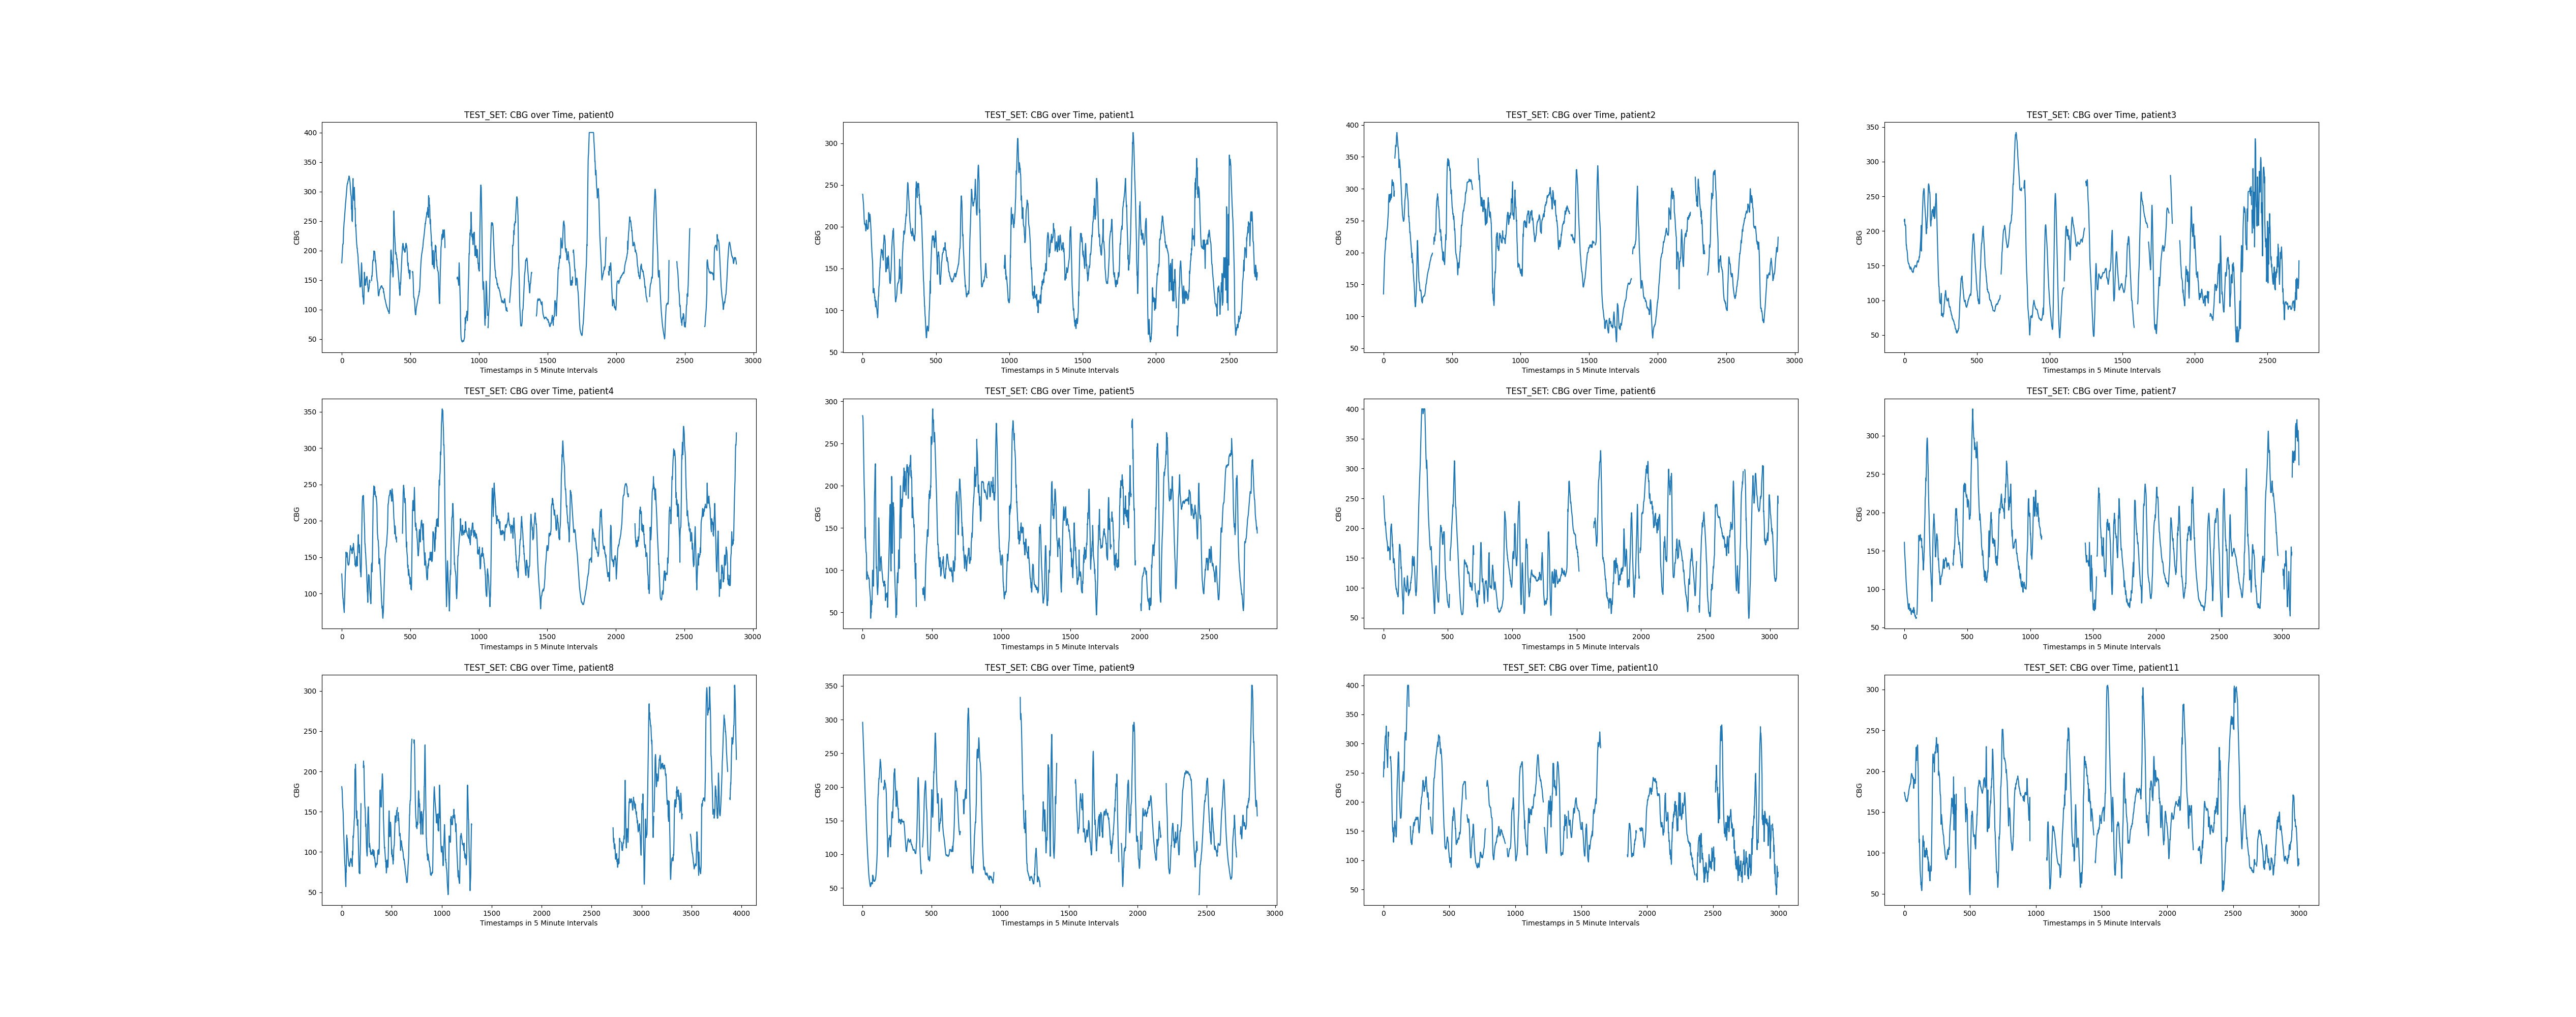 TEST_SET: CBG over Time, patient0
400
350
300
250
200
150
100
50
CBG
0 500 1000 1500 2000 2500 3000
Timestamps in 5 Minute Intervals
TEST_SET: CBG over Time, patient1
300
250
200
150
100
50
CBG
0 500 1000 1500 2000 2500
Timestamps in 5 Minute Intervals
TEST_SET: CBG over Time, patient2
400
350
300
250
200
150
100
50
CBG
0 500 1000 1500 2000 2500 3000
Timestamps in 5 Minute Intervals
TEST_SET: CBG over Time, patient3
350
300
250
200
150
100
50
CBG
0 500 1000 1500 2000 2500
Timestamps in 5 Minute Intervals
TEST_SET: CBG over Time, patient4
350
300
250
200
150
100
CBG
0 500 1000 1500 2000 2500 3000
Timestamps in 5 Minute Intervals
TEST_SET: CBG over Time, patient5
300
250
200
150
100
50
CBG
0 500 1000 1500 2000 2500
Timestamps in 5 Minute Intervals
TEST_SET: CBG over Time, patient6
400
350
300
250
200
150
100
50
CBG
0 500 1000 1500 2000 2500 3000
Timestamps in 5 Minute Intervals
TEST_SET: CBG over Time, patient7
300
250
200
150
100
50
CBG
0 500 1000 1500 2000 2500 3000
Timestamps in 5 Minute Intervals
TEST_SET: CBG over Time, patient8
300
250
200
150
100
50
CBG
0 500 1000 1500 2000 2500 3000 3500 4000
Timestamps in 5 Minute Intervals
TEST_SET: CBG over Time, patient9
350
300
250
200
150
100
50
CBG
0 500 1000 1500 2000 2500 3000
Timestamps in 5 Minute Intervals
TEST_SET: CBG over Time, patient10
400
350
300
250
200
150
100
50
CBG
0 500 1000 1500 2000 2500 3000
Timestamps in 5 Minute Intervals
TEST_SET: CBG over Time, patient11
300
250
200
150
100
50
CBG
0 500 1000 1500 2000 2500 3000
Timestamps in 5 Minute Intervals